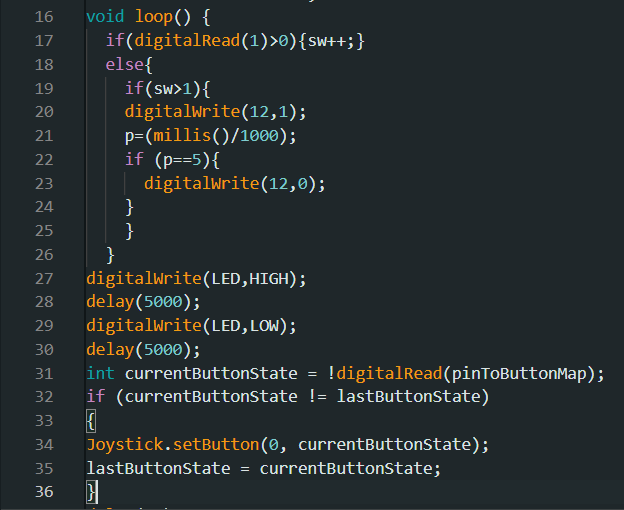 16 void loop() {
17 if(digitalRead(1)>0){sw++;}
18 else{
19 if(sw>1){
20 digitalWrite(12,1);
21 p=(millis()/1000);
22 if (p==5){
23 digitalWrite(12,0);
24 }
25 }
26 }
27 digitalWrite(LED,HIGH);
28 delay(5000);
29 digitalWrite(LED,LOW);
30 delay(5000);
31 int currentButtonState = !digitalRead(pinToButtonMap);
32 if (currentButtonState != lastButtonState)
33 {
34 Joystick.setButton(0, currentButtonState);
35 lastButtonState = currentButtonState;
36 }